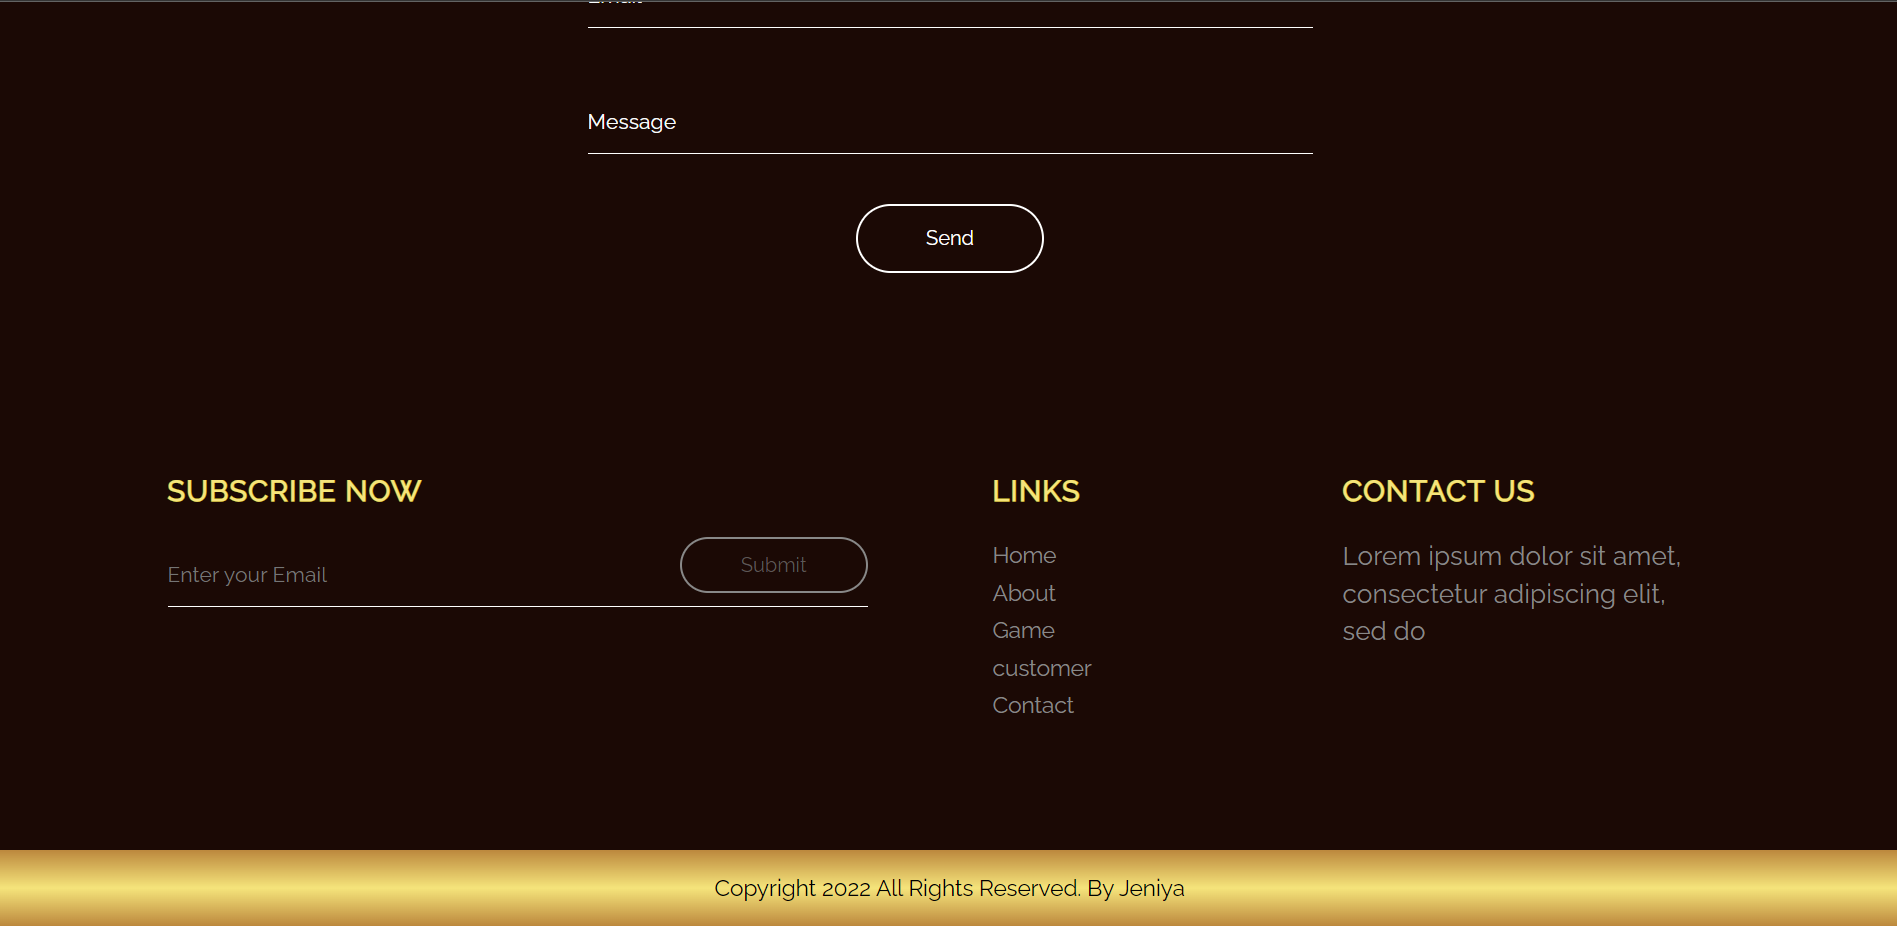 Message
Send
SUBSCRIBE NOW
Enter your Email
Submit
LINKS
Home
About
Game
customer
Contact
CONTACT US
Lorem ipsum dolor sit amet,
consectetur adipiscing elit,
sed do
Copyright 2022 All Rights Reserved. By Jeniya